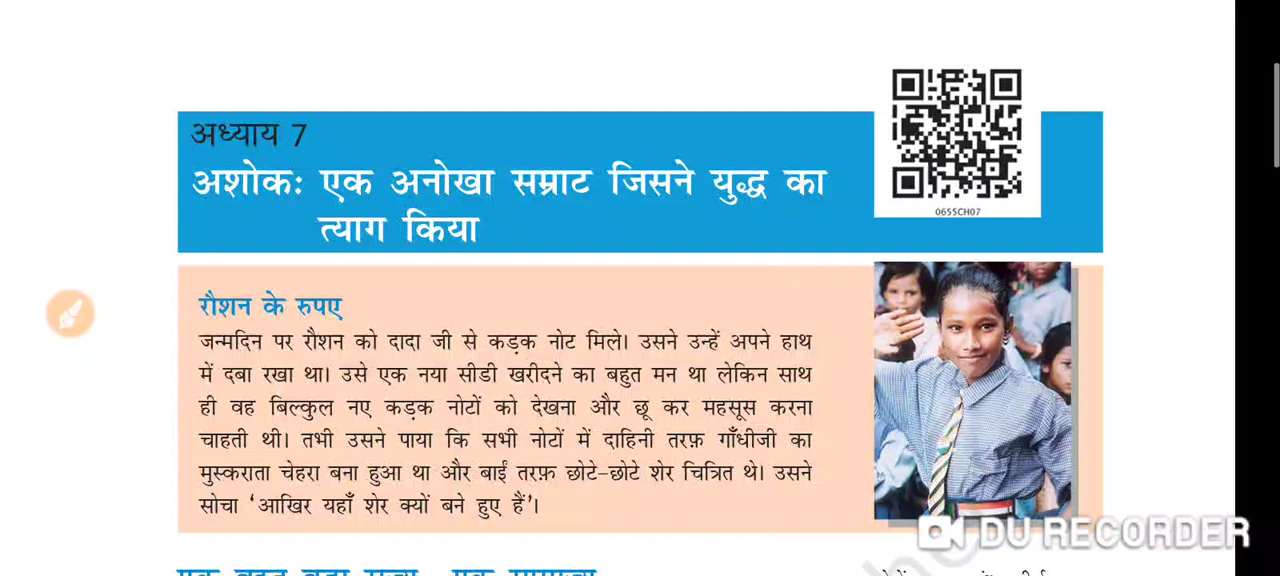 अध्याय 7
अशोक: एक अनोखा सम्राट जिसने युद्ध का
त्याग किया
0655CH07
रौशन के रुपए
जन्मदिन पर रौशन को दादा जी से कड़क नोट मिले। उसने उन्हें अपने हाथ
में दबा रखा था। उसे एक नया सीडी खरीदने का बहुत मन था लेकिन साथ
ही वह बिल्कुल नए कड़क नोटों को देखना और छू कर महसूस करना
चाहती थी। तभी उसने पाया कि सभी नोटों में दाहिनी तरफ़ गाँधीजी का
मुस्कराता चेहरा बना हुआ था और बाईं तरफ़ छोटे-छोटे शेर चित्रित थे। उसने
सोचा ‘आखिर यहाँ शेर क्यों बने हुए हैं’।
DU RECORDER